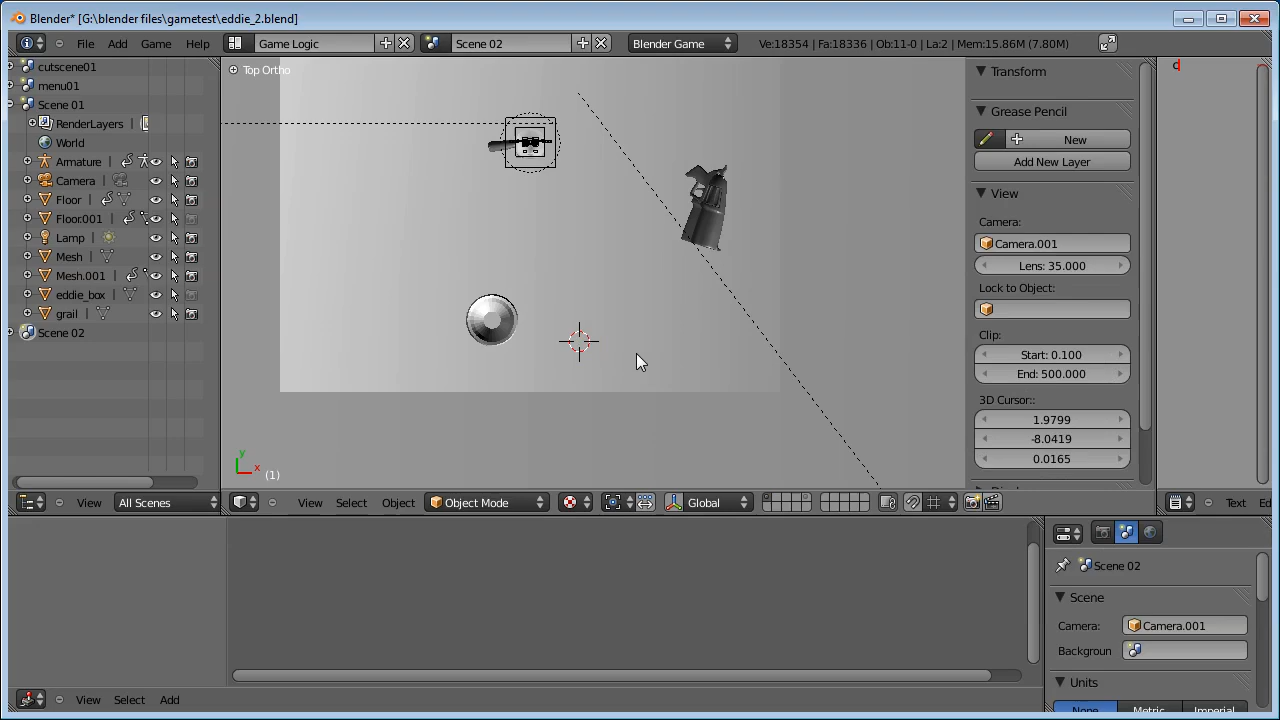 Blender* [G:\blender files\gametest\eddie_2.blend]
File Add Game Help Game Logic Scene 02 Blender Game Ve:18354 | Fa:18336 | Ob:11-0 | La:2 | Mem:15.86M (7.80M)
cutscene01
menu01
Scene 01
RenderLayers
World
Armature
Camera
Floor
Floor.001
Lamp
Mesh
Mesh.001
eddie_box
grail
Scene 02
View All Scenes
Top Ortho
y
x
(1)
View Select Object Object Mode Global
Transform
Grease Pencil
New
Add New Layer
View
Camera:
Camera.001
Lens: 35.000
Lock to Object:
Clip:
Start: 0.100
End: 500.000
3D Cursor::
1.9799
-8.0419
0.0165
Text
View Select Add
Scene 02
Scene
Camera: Camera.001
Backgroun
Units
None Metric Imperial